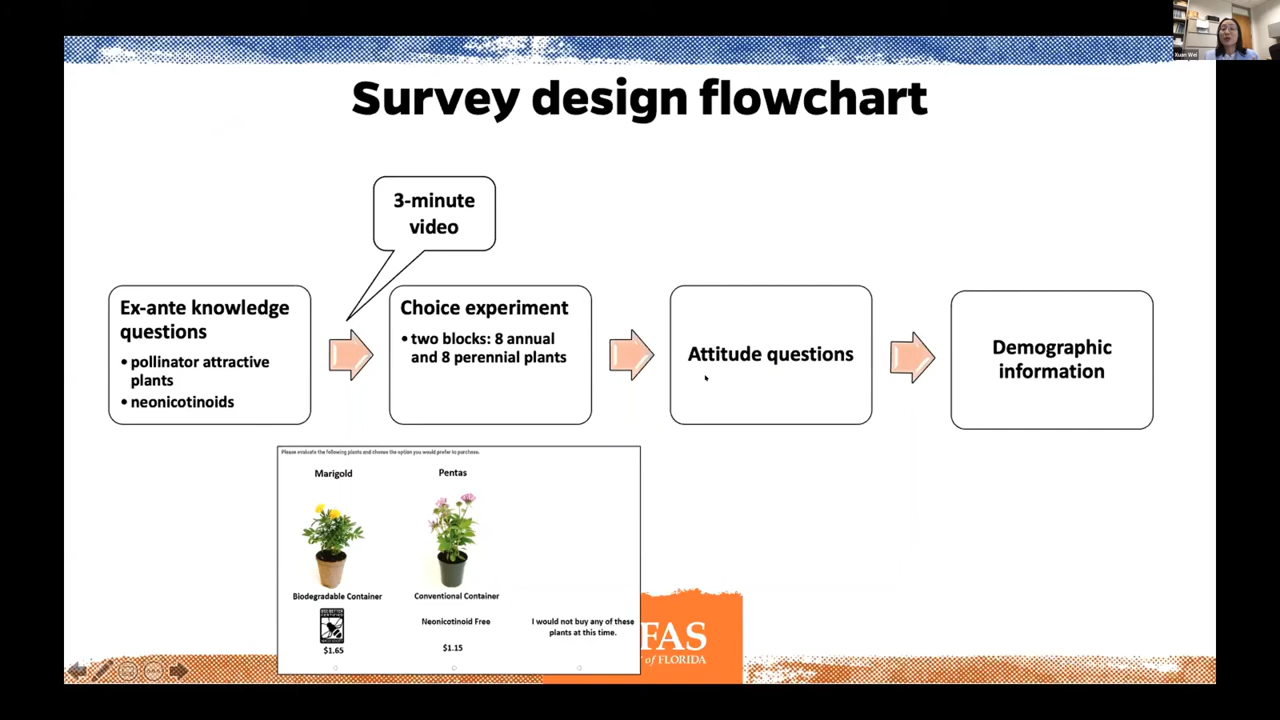 Xuan Wei
Survey design flowchart
3-minute
video
Ex-ante knowledge
questions
• pollinator attractive
plants
• neonicotinoids
Choice experiment
• two blocks: 8 annual
and 8 perennial plants
Attitude questions
Demographic
information
Please evaluate the following plants and choose the option you would prefer to purchase.
Marigold
Pentas
Biodegradable Container
Conventional Container
Neonicotinoid Free
I would not buy any of these
plants at this time.
$1.65
$1.15
FAS
of FLORIDA